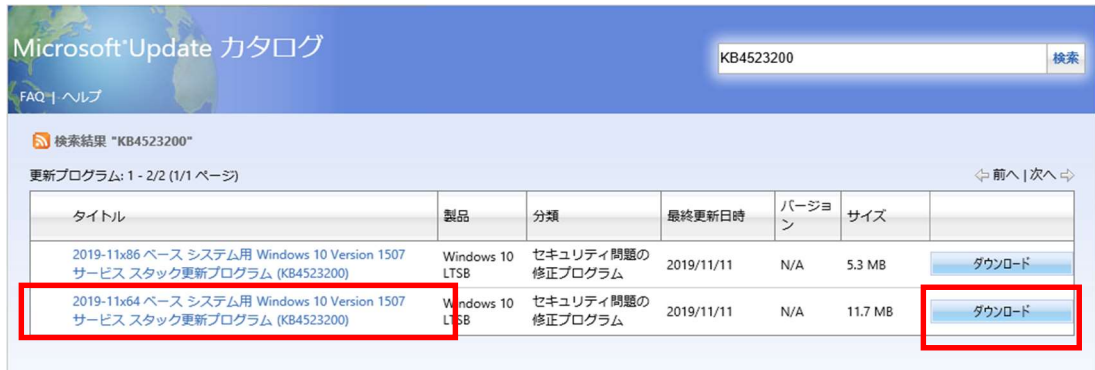 Microsoft®Update カタログ
KB4523200
検索
FAQ | ヘルプ
検索結果 "KB4523200"
更新プログラム: 1 - 2/2 (1/1 ページ)
前へ | 次へ
タイトル 製品 分類 最終更新日時 バージョン サイズ
2019-11x86 ベース システム用 Windows 10 Version 1507
サービス スタック更新プログラム (KB4523200)
Windows 10
LTSB
セキュリティ問題の
修正プログラム
2019/11/11 N/A 5.3 MB ダウンロード
2019-11x64 ベース システム用 Windows 10 Version 1507
サービス スタック更新プログラム (KB4523200)
Windows 10
LTSB
セキュリティ問題の
修正プログラム
2019/11/11 N/A 11.7 MB ダウンロード